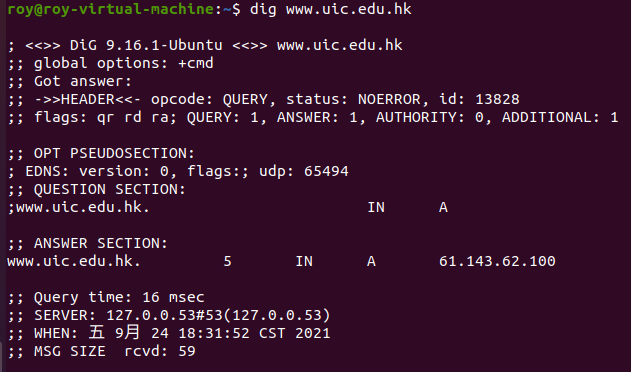 roy@roy-virtual-machine:~$ dig www.uic.edu.hk
; <<>> DiG 9.16.1-Ubuntu <<>> www.uic.edu.hk
;; global options: +cmd
;; Got answer:
;; ->>HEADER<<- opcode: QUERY, status: NOERROR, id: 13828
;; flags: qr rd ra; QUERY: 1, ANSWER: 1, AUTHORITY: 0, ADDITIONAL: 1
;; OPT PSEUDOSECTION:
; EDNS: version: 0, flags:; udp: 65494
;; QUESTION SECTION:
;www.uic.edu.hk. IN A
;; ANSWER SECTION:
www.uic.edu.hk. 5 IN A 61.143.62.100
;; Query time: 16 msec
;; SERVER: 127.0.0.53#53(127.0.0.53)
;; WHEN: 五 9月 24 18:31:52 CST 2021
;; MSG SIZE  rcvd: 59